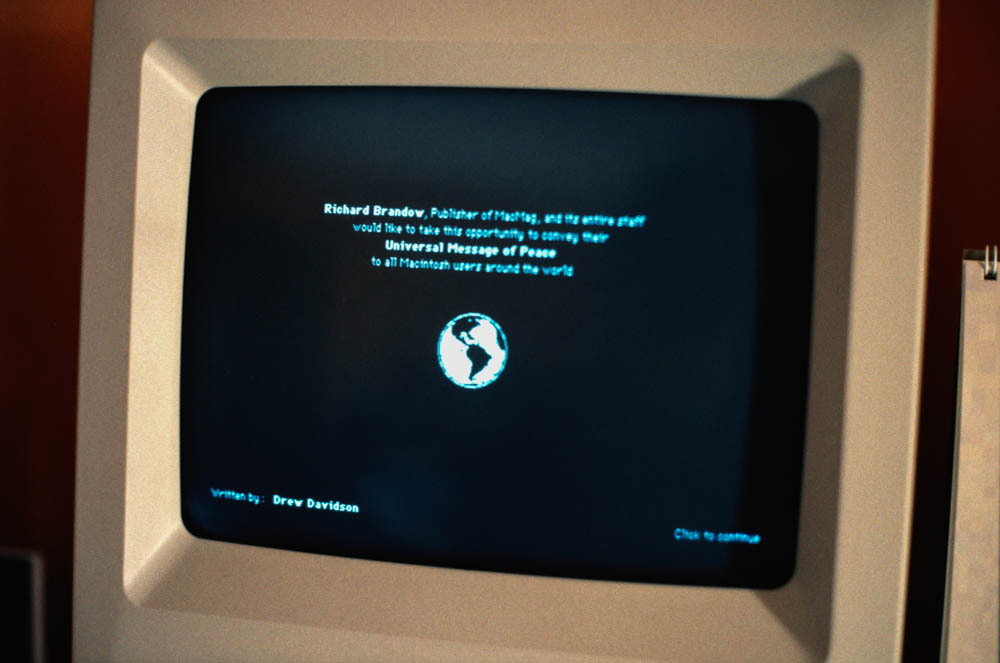 Richard Brandow, Publisher of MacMag, and its entire staff
would like to take this opportunity to convey their
Universal Message of Peace
to all Macintosh users around the world
Written by: Drew Davidson
Click to continue